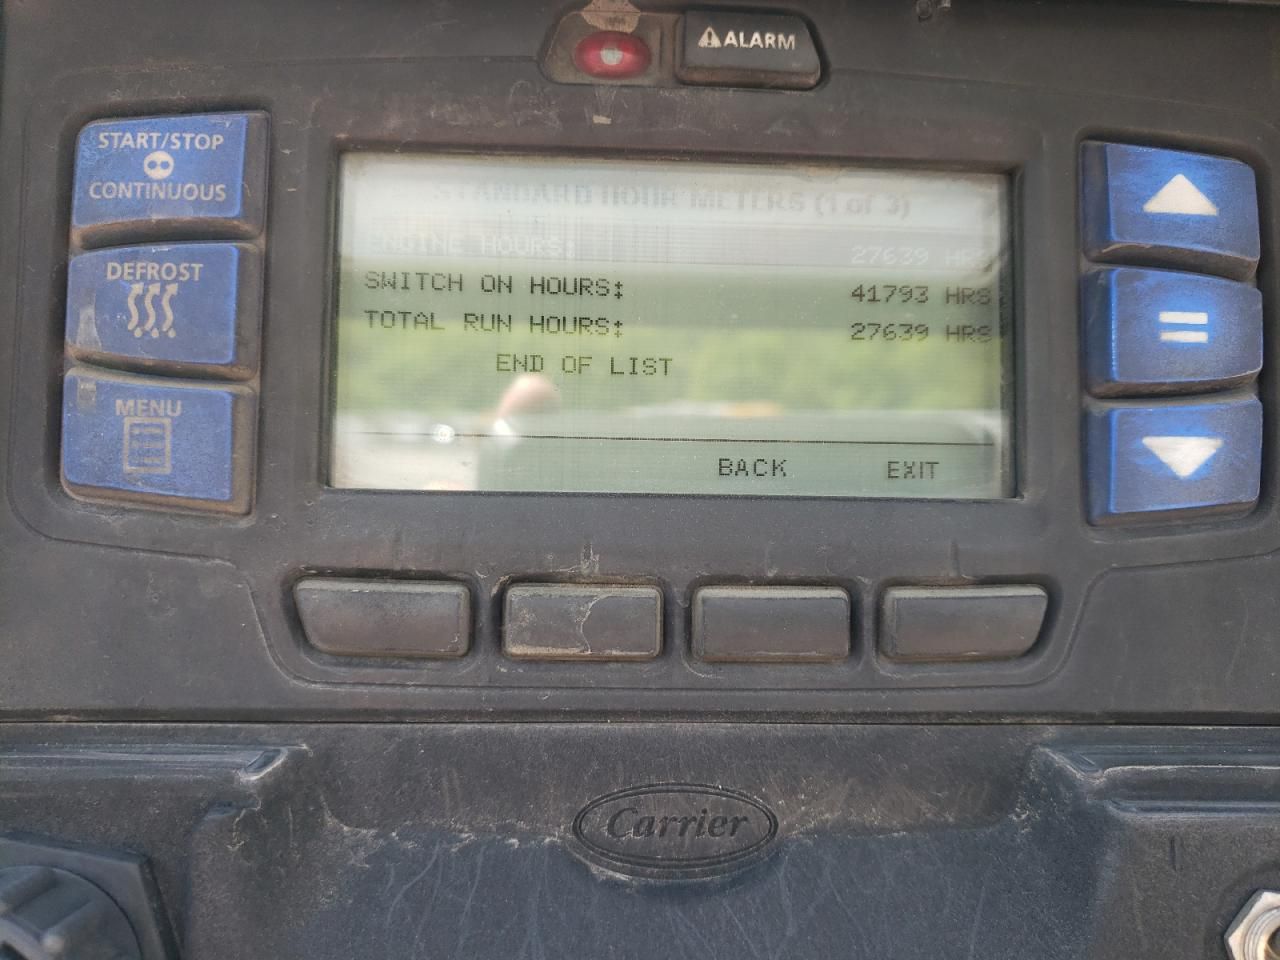 ALARM
START/STOP
CONTINUOUS
DEFROST
MENU
STANDARD HOUR METERS (1 of 3)
ENGINE HOURS: 27639 HRS
SWITCH ON HOURS: 41793 HRS
TOTAL RUN HOURS: 27639 HRS
END OF LIST
BACK EXIT
=
Carrier